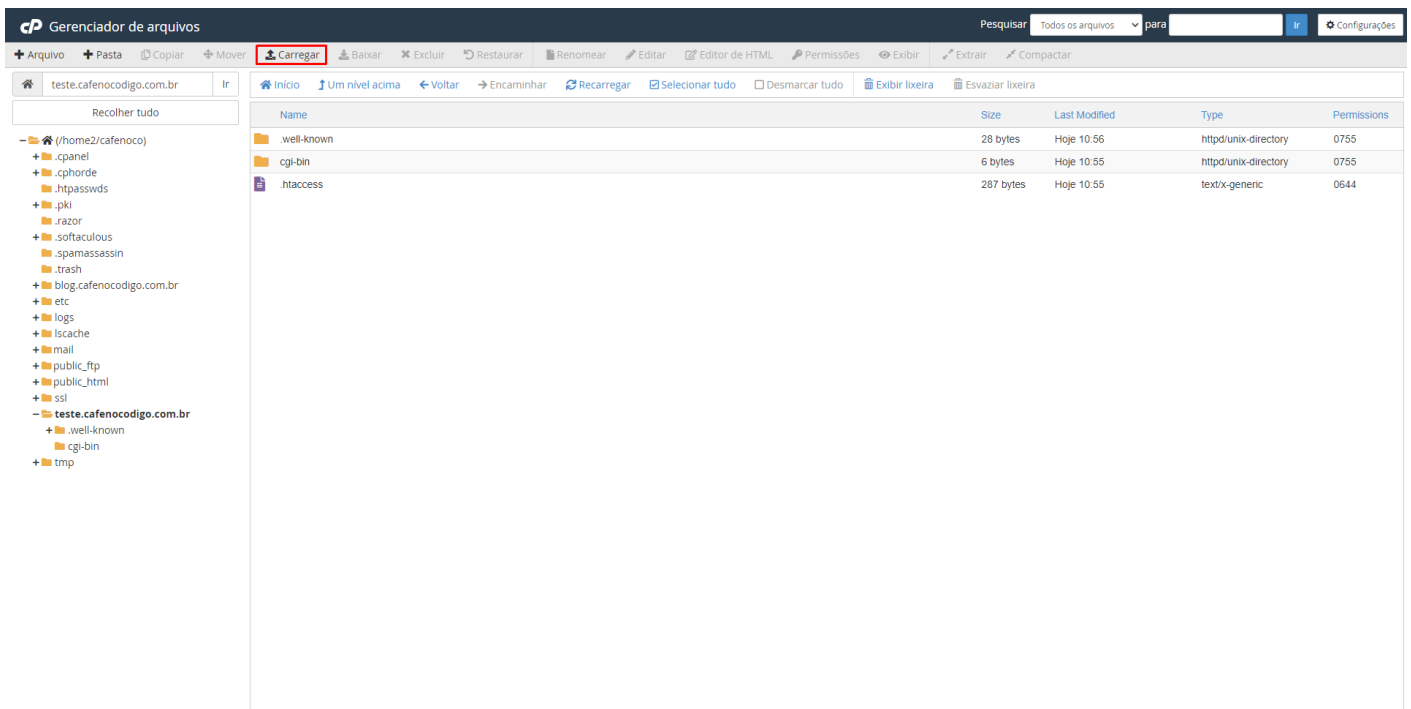 cP Gerenciador de arquivos Pesquisar Todos os arquivos para Ir Configurações
Arquivo Pasta Copiar Mover Carregar Baixar Excluir Restaurar Renomear Editar Editor de HTML Permissões Exibir Extrair Compactar
teste.cafenocodigo.com.br Ir
Início Um nível acima Voltar Encaminhar Recarregar Selecionar tudo Desmarcar tudo Exibir lixeira Esvaziar lixeira
Recolher tudo
(/home2/cafenoco)
.cpanel
.cphorde
.htpasswds
.pki
.razor
.softaculous
.spamassassin
.trash
blog.cafenocodigo.com.br
etc
logs
lscache
mail
public_ftp
public_html
ssl
teste.cafenocodigo.com.br
.well-known
cgi-bin
tmp
Name Size Last Modified Type Permissions
.well-known 28 bytes Hoje 10:56 httpd/unix-directory 0755
cgi-bin 6 bytes Hoje 10:55 httpd/unix-directory 0755
.htaccess 287 bytes Hoje 10:55 text/x-generic 0644